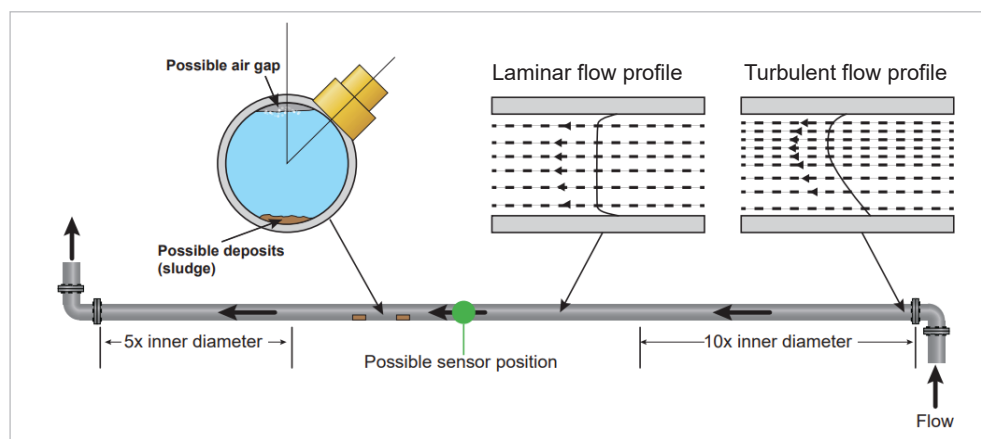 Possible air gap
Laminar flow profile
Turbulent flow profile
Possible deposits
(sludge)
5x inner diameter
Possible sensor position
10x inner diameter
Flow